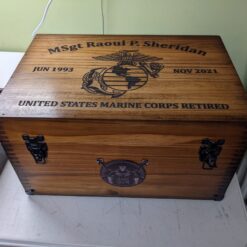 MSgt Raoul P. Sheridan
JUN 1993
NOV 2021
UNITED STATES MARINE CORPS RETIRED